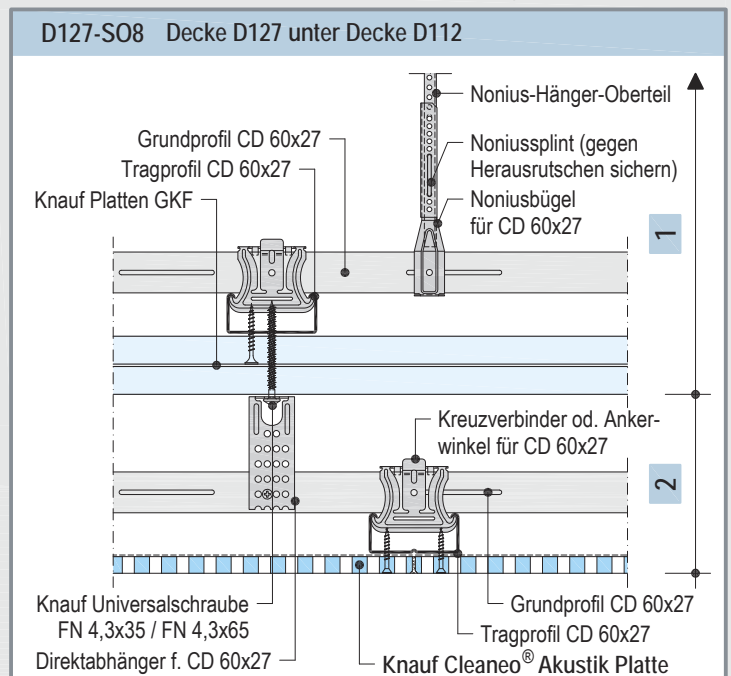 D127-SO8 Decke D127 unter Decke D112
Nonius-Hänger-Oberteil
Grundprofil CD 60x27
Tragprofil CD 60x27
Knauf Platten GKF
Noniussplint (gegen
Herausrutschen sichern)
Noniusbügel
für CD 60x27
1
Kreuzverbinder od. Anker-
winkel für CD 60x27
2
Knauf Universalschraube
FN 4,3x35 / FN 4,3x65
Direktabhänger f. CD 60x27
Grundprofil CD 60x27
Tragprofil CD 60x27
Knauf Cleaneo® Akustik Platte